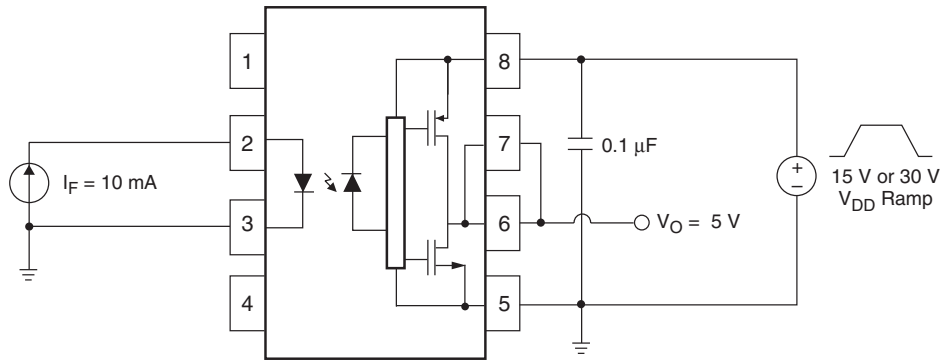 1
8
2
7
0.1 μF
+
−
15 V or 30 V
V_DD Ramp
I_F = 10 mA
3
6
V_O = 5 V
4
5